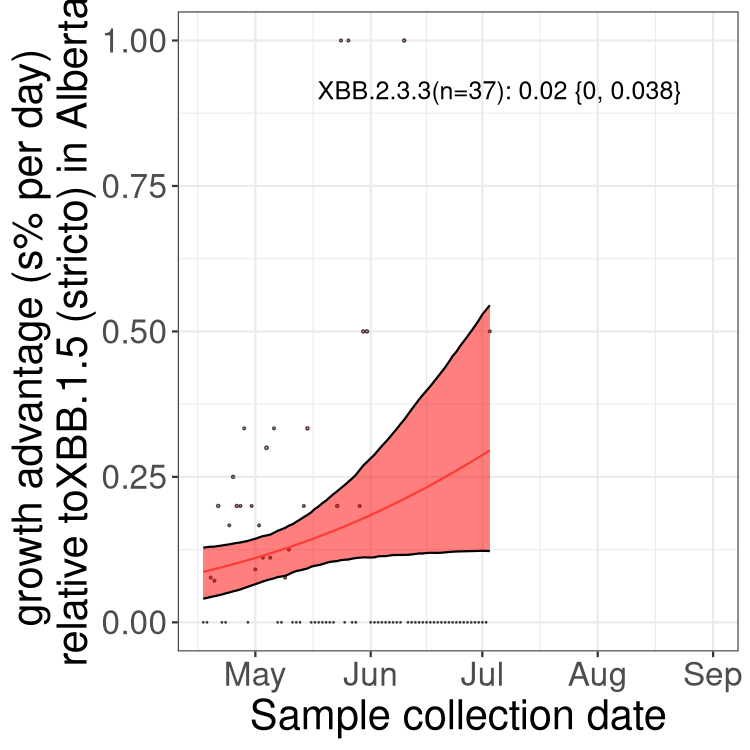 growth advantage (s% per day)
relative toXBB.1.5 (stricto) in Alberta
1.00
0.75
0.50
0.25
0.00
XBB.2.3.3(n=37): 0.02 {0, 0.038}
May Jun Jul Aug Sep
Sample collection date